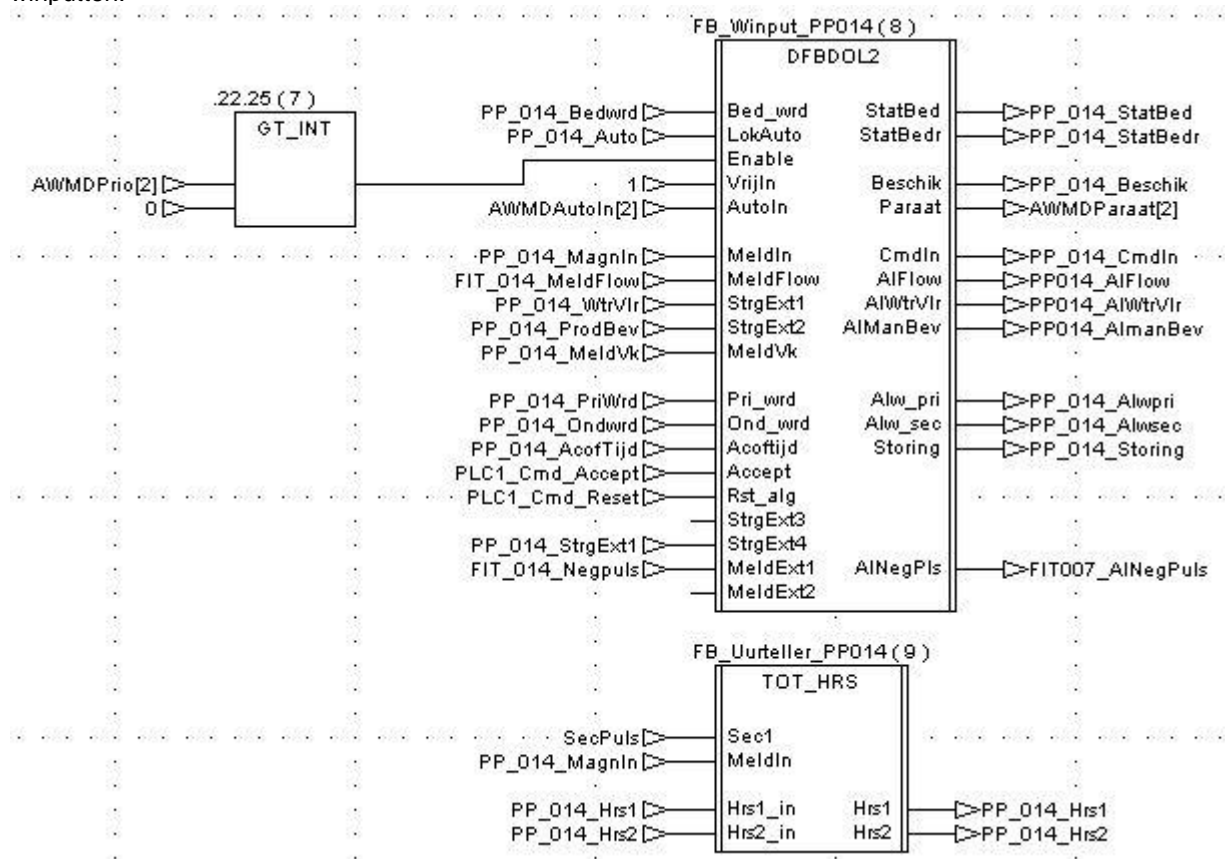 winputten.
FB_Winput_PP014(8)
DFBDOL2
.22.25(7)
GT_INT
AWMDPrio[2]
0
PP_014_Bedwrd Bed_wrd StatBed PP_014_StatBed
PP_014_Auto LokAuto StatBedr PP_014_StatBedr
Enable
1 VrijIn Beschik PP_014_Beschik
AWMDAutoIn[2] AutoIn Paraat AWMDParaat[2]
PP_014_MagnIn MeldIn CmdIn PP_014_CmdIn
FIT_014_MeldFlow MeldFlow AlFlow PP014_AlFlow
PP_014_WtrVlr StrgExt1 AlWtrVlr PP014_AlWtrVlr
PP_014_ProdBev StrgExt2 AlManBev PP014_AlmanBev
PP_014_MeldVk MeldVk
PP_014_PriWrd Pri_wrd Alw_pri PP_014_Alwpri
PP_014_Ondwrd Ond_wrd Alw_sec PP_014_Alwsec
PP_014_AcofTijd Acoftijd Storing PP_014_Storing
PLC1_Cmd_Accept Accept
PLC1_Cmd_Reset Rst_alg
StrgExt3
PP_014_StrgExt1 StrgExt4
FIT_014_Negpuls MeldExt1 AlNegPls FIT007_AlNegPuls
MeldExt2
FB_Uurteller_PP014(9)
TOT_HRS
SecPuls Sec1
PP_014_MagnIn MeldIn
PP_014_Hrs1 Hrs1_in Hrs1 PP_014_Hrs1
PP_014_Hrs2 Hrs2_in Hrs2 PP_014_Hrs2